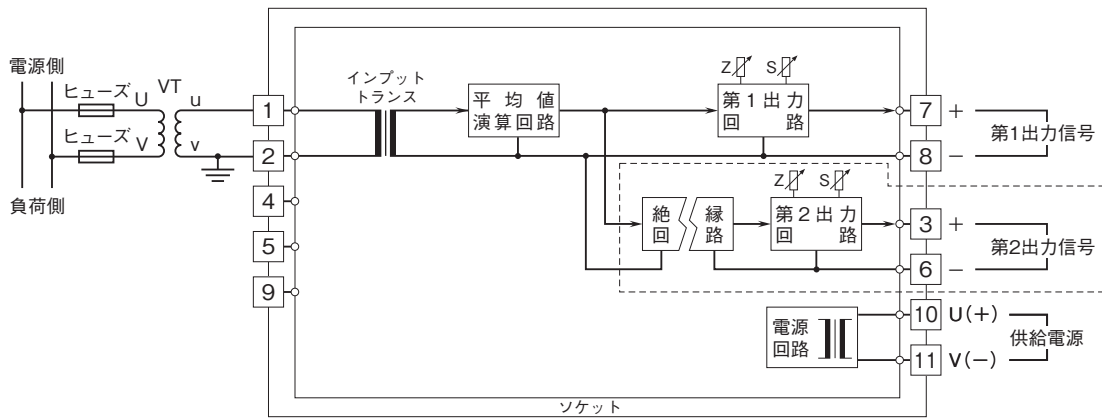 電源側
ヒューズ
U
VT
u
ヒューズ
V
v
負荷側
1
2
4
5
9
インプット
トランス
平均値
演算回路
Z
S
第1出力
回路
7
+
8
−
第1出力信号
絶縁
回路
Z
S
第2出力
回路
3
+
6
−
第2出力信号
電源
回路
10
U(+)
11
V(−)
供給電源
ソケット